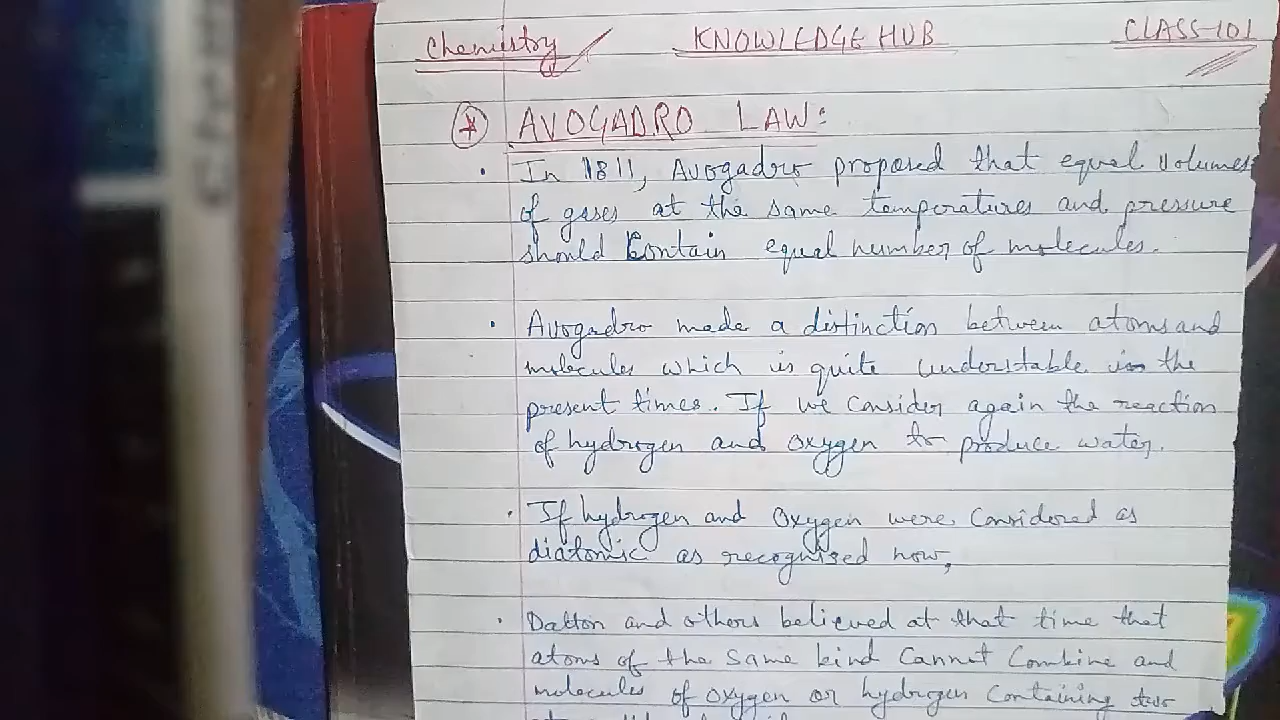 Chemistry KNOWLEDGE HUB CLASS-101
AVOGADRO LAW:
• In 1811, Avogadro proposed that equal volumes
of gases at the same temperatures and pressure
should contain equal number of molecules.
• Avogadro made a distinction between atoms and
molecules which is quite understable in the
present times. If we consider again the reaction
of hydrogen and oxygen to produce water.
• If hydrogen and oxygen were considered as
diatomic as recognised now,
• Dalton and others believed at that time that
atoms of the same kind cannot combine and
molecules of oxygen or hydrogen containing two